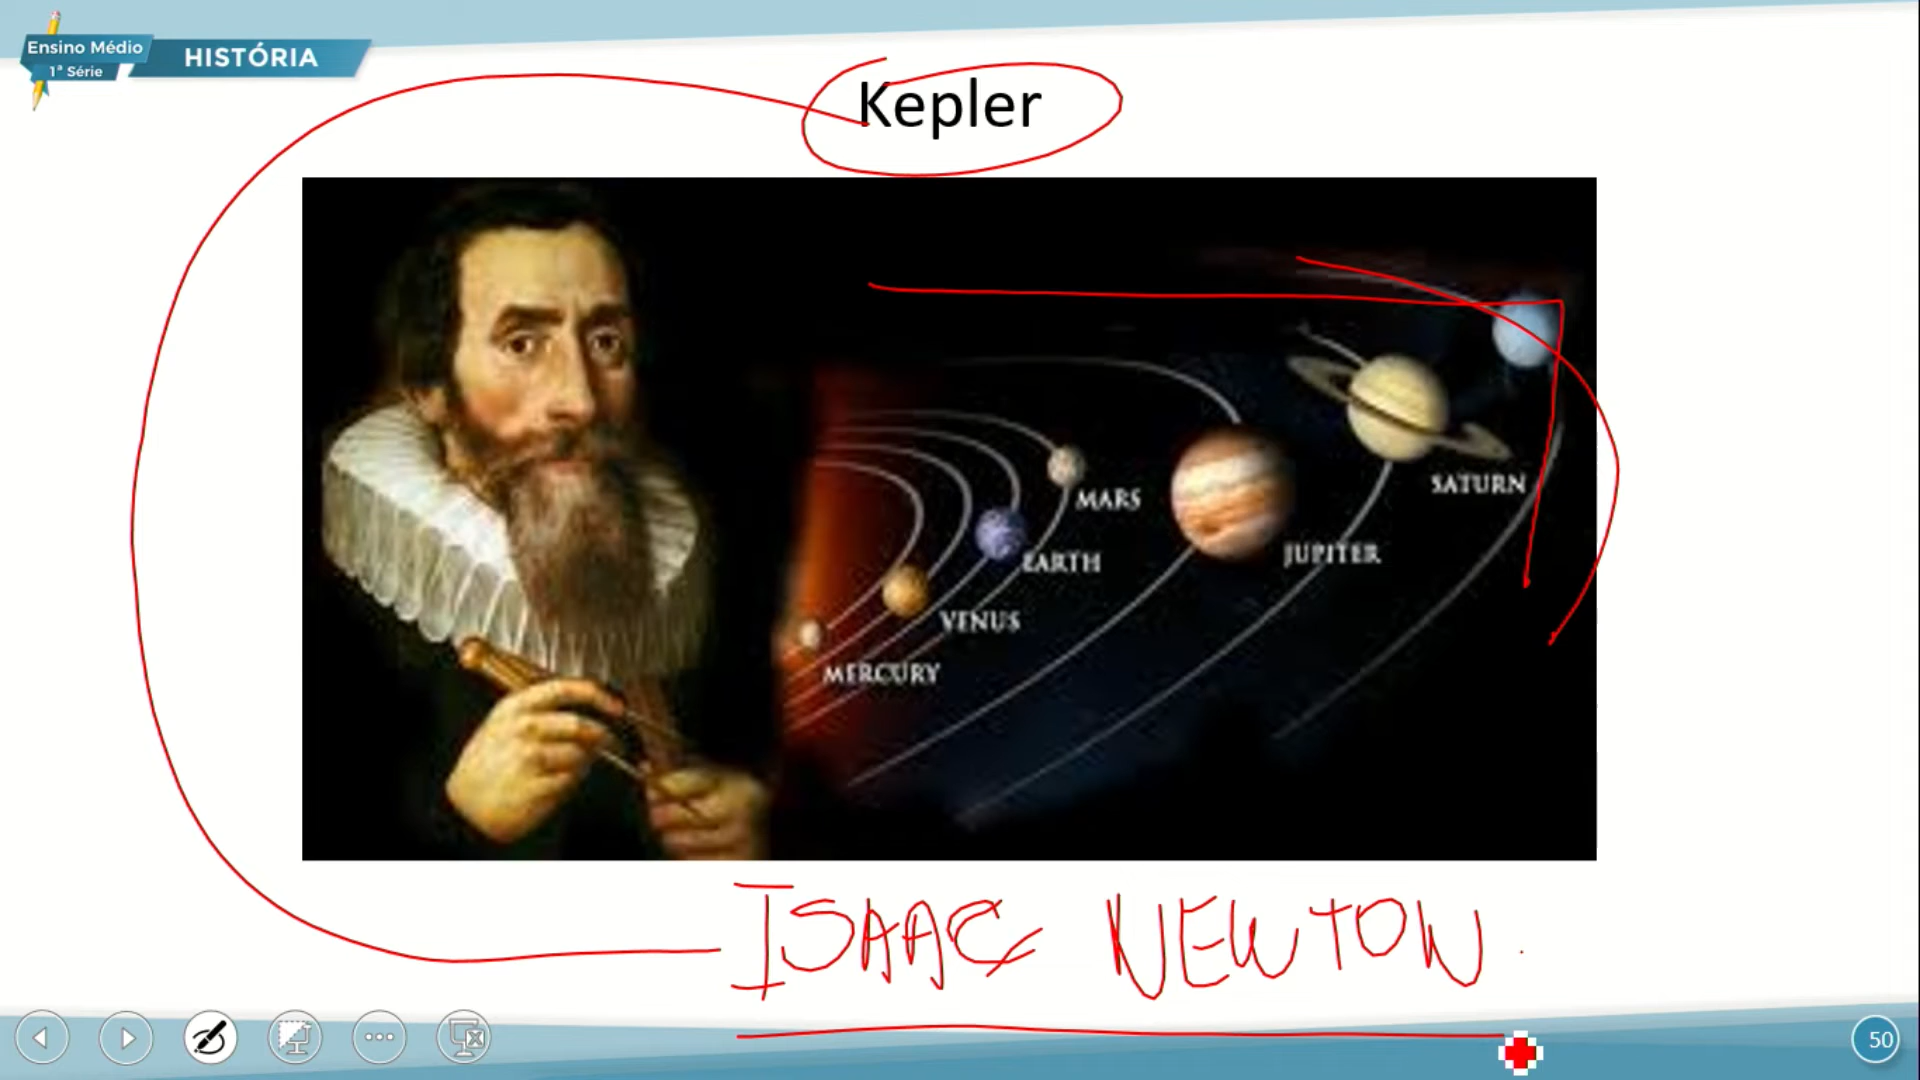 Ensino Médio
1ª Série
HISTÓRIA
Kepler
MARS
SATURN
JUPITER
EARTH
VENUS
MERCURY
ISAAC NEWTON
50